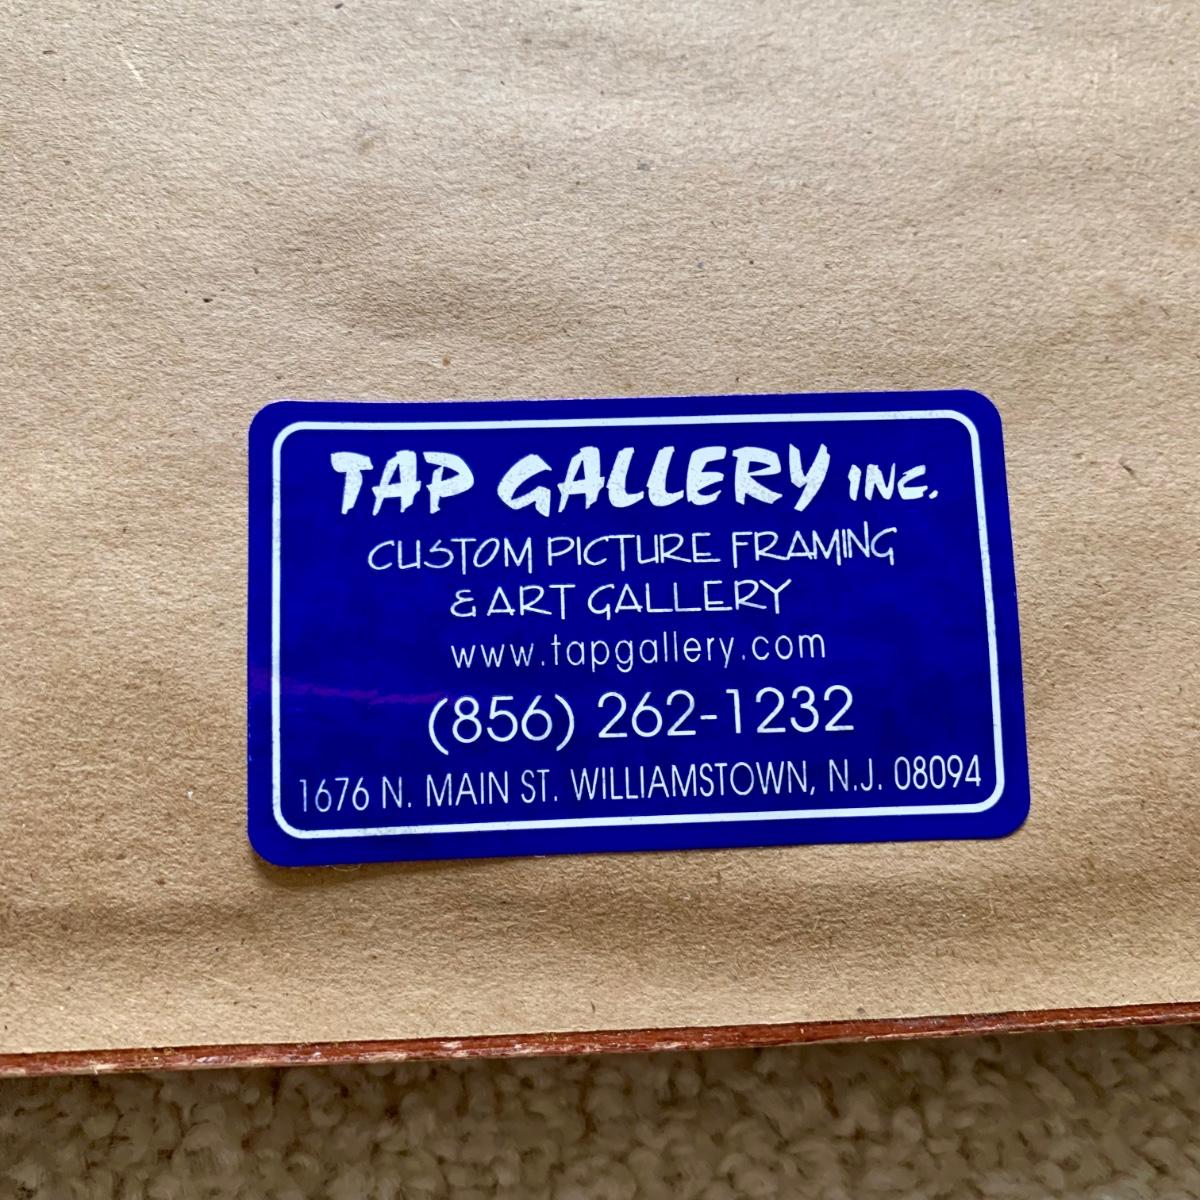 TAP GALLERY INC.
CUSTOM PICTURE FRAMING
& ART GALLERY
www.tapgallery.com
(856) 262-1232
1676 N. MAIN ST. WILLIAMSTOWN, N.J. 08094